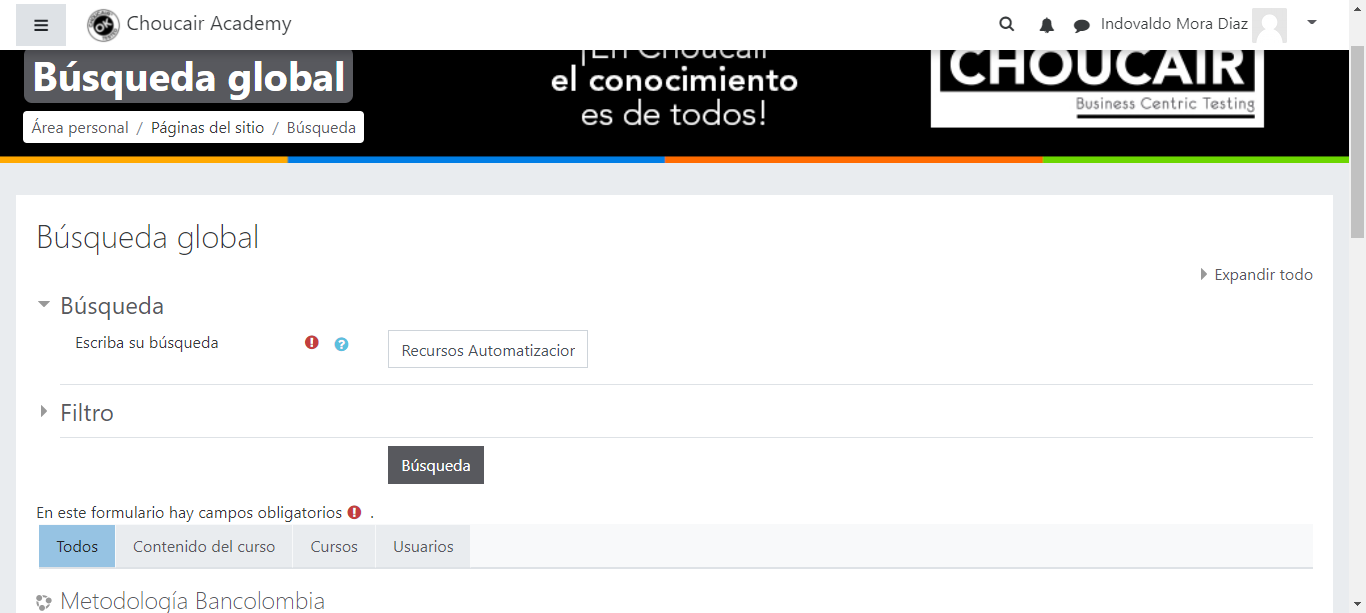 Choucair Academy
Indovaldo Mora Diaz
¡En Choucair
el conocimiento
es de todos!
CHOUCAIR
Business Centric Testing
Búsqueda global
Área personal / Páginas del sitio / Búsqueda
Búsqueda global
Expandir todo
Búsqueda
Escriba su búsqueda
Recursos Automatizacior
Filtro
Búsqueda
En este formulario hay campos obligatorios .
Todos Contenido del curso Cursos Usuarios
Metodología Bancolombia